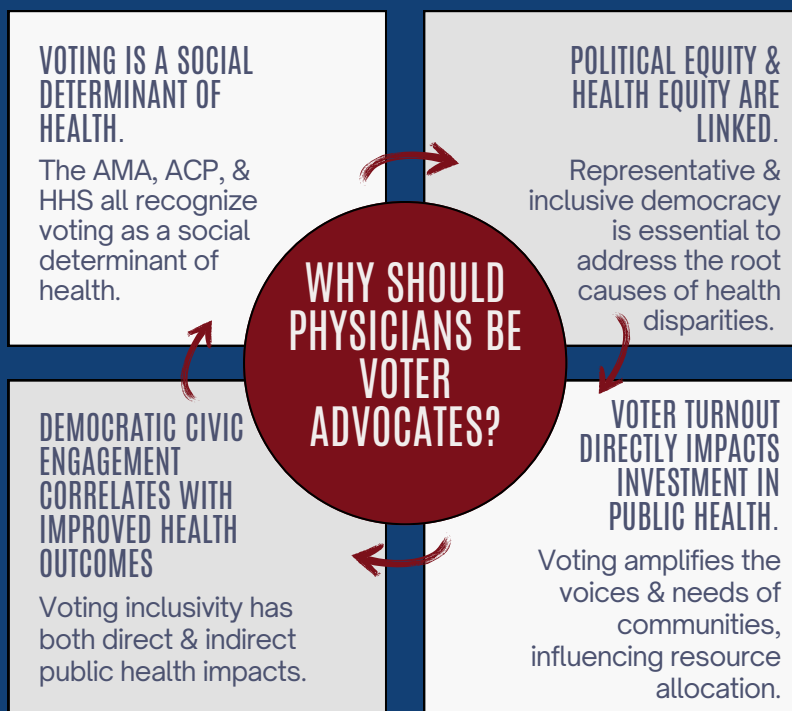 VOTING IS A SOCIAL
DETERMINANT OF
HEALTH.
The AMA, ACP, &
HHS all recognize
voting as a social
determinant of
health.
POLITICAL EQUITY &
HEALTH EQUITY ARE
LINKED.
Representative &
inclusive democracy
is essential to
address the root
causes of health
disparities.
WHY SHOULD
PHYSICIANS BE
VOTER
ADVOCATES?
DEMOCRATIC CIVIC
ENGAGEMENT
CORRELATES WITH
IMPROVED HEALTH
OUTCOMES
Voting inclusivity has
both direct & indirect
public health impacts.
VOTER TURNOUT
DIRECTLY IMPACTS
INVESTMENT IN
PUBLIC HEALTH.
Voting amplifies the
voices & needs of
communities,
influencing resource
allocation.